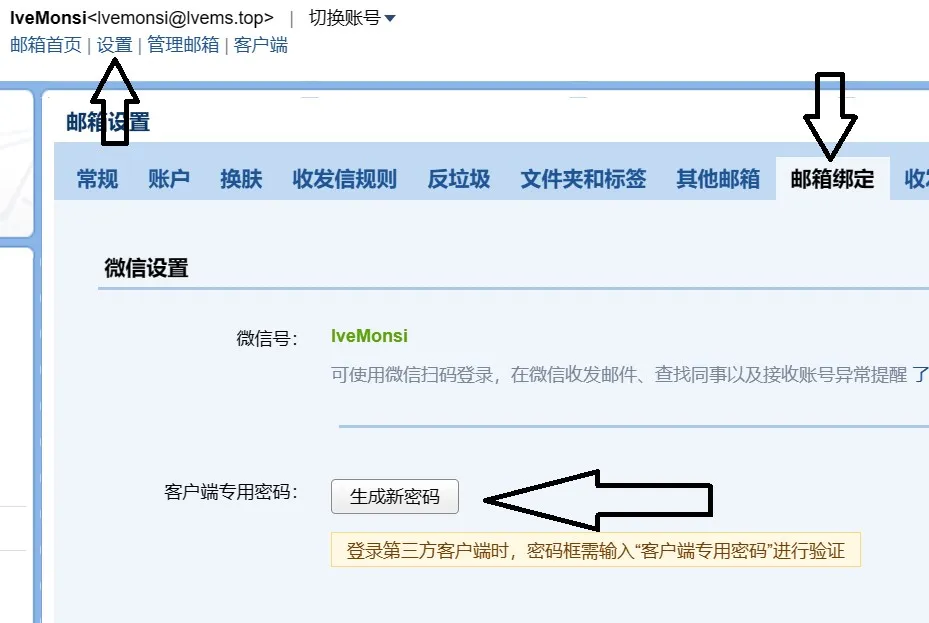 lveMonsi<lvemonsi@lvems.top> | 切换账号
邮箱首页 | 设置 | 管理邮箱 | 客户端
邮箱设置
常规 账户 换肤 收发信规则 反垃圾 文件夹和标签 其他邮箱 邮箱绑定 收
微信设置
微信号： lveMonsi
可使用微信扫码登录，在微信收发邮件、查找同事以及接收账号异常提醒 了
客户端专用密码： 生成新密码
登录第三方客户端时，密码框需输入“客户端专用密码”进行验证